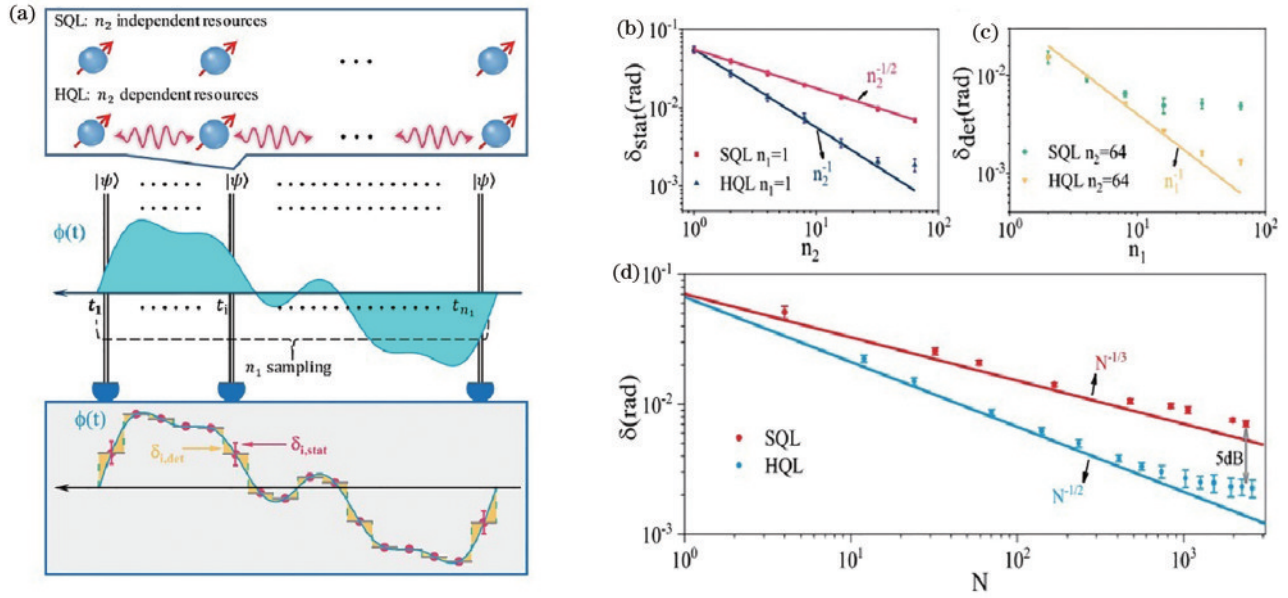 (a)
SQL: n₂ independent resources
...
HQL: n₂ dependent resources
...
|ψ⟩ ...... |ψ⟩ ...... |ψ⟩
ϕ(t)
t₁ ...... tᵢ ...... tₙ₁
n₁ sampling
ϕ(t)
δi,det
δi,stat
(b)
δstat(rad)
10⁻¹
10⁻²
10⁻³
n₂⁻¹/²
n₂⁻¹
SQL n₁=1
HQL n₁=1
10⁰ 10¹ 10²
n₂
(c)
δdet(rad)
10⁻²
10⁻³
SQL n₂=64
HQL n₂=64
n₁⁻¹
10⁰ 10¹ 10²
n₁
(d)
δ(rad)
10⁻¹
10⁻²
10⁻³
N⁻¹/³
SQL
HQL
N⁻¹/²
5dB
10⁰ 10¹ 10² 10³
N